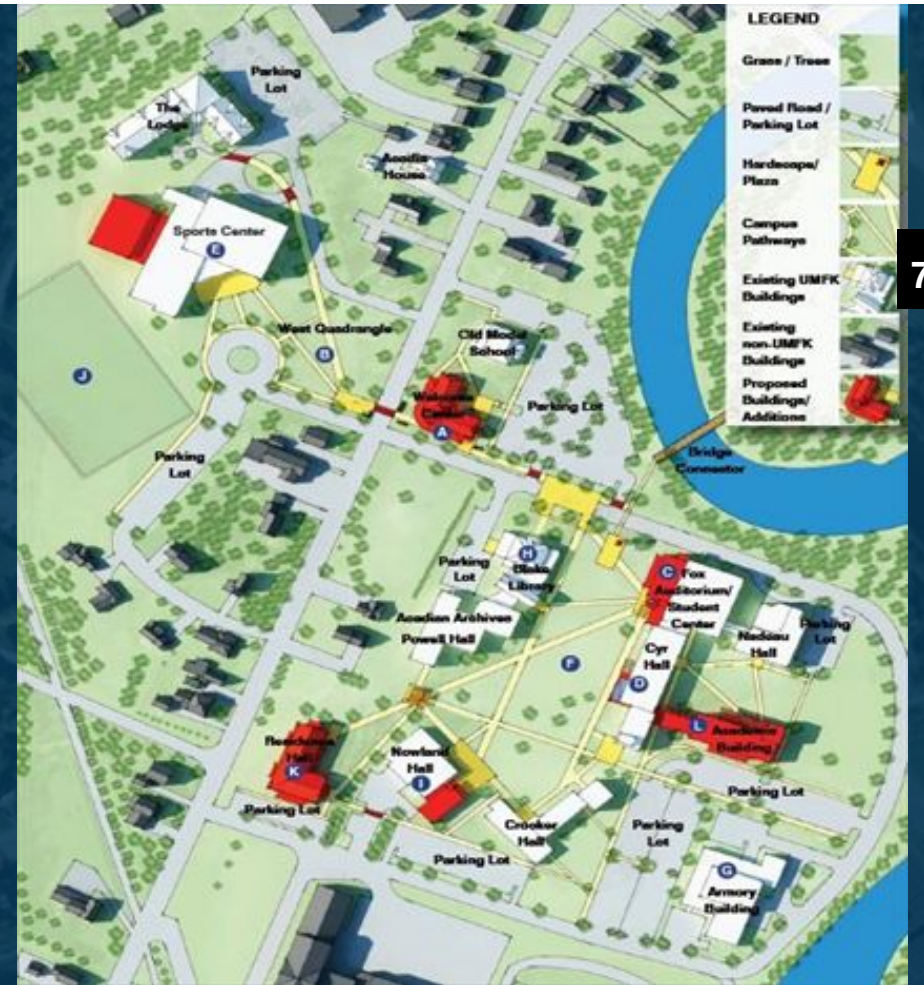 LEGEND
Grass / Trees
Paved Road /
Parking Lot
Hardscape/
Plaza
Campus
Pathways
Existing UMFK
Buildings
Existing
non-UMFK
Buildings
Proposed
Buildings/
Additions
7
Parking
Lot
The
Lodge
Acadia
House
Sports Center
E
West Quadrangle
B
Old Model
School
J
Welcome
Center
A
Parking Lot
Parking
Lot
Bridge
Connector
H
Blake
Library
Parking
Lot
C Fox
Auditorium/
Student
Center
Acadian Archives
Powell Hall
Nadeau
Hall
Parking
Lot
Cyr
Hall
D
F
L Academic
Building
Residence
Hall
K
Nowland
Hall
I
Parking Lot
Parking Lot
Crocker
Hall
Parking
Lot
Parking Lot
G
Armory
Building